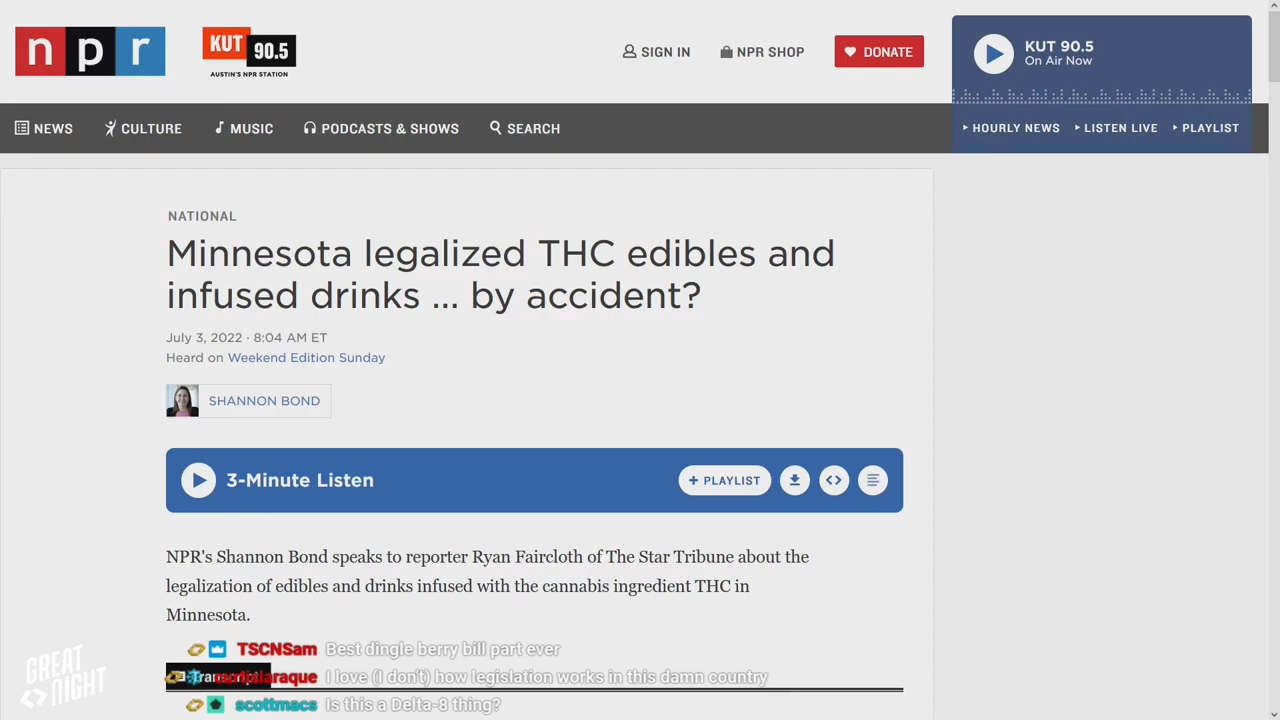 npr
KUT 90.5
AUSTIN'S NPR STATION
SIGN IN
NPR SHOP
DONATE
KUT 90.5
On Air Now
NEWS
CULTURE
MUSIC
PODCASTS & SHOWS
SEARCH
HOURLY NEWS
LISTEN LIVE
PLAYLIST
NATIONAL
Minnesota legalized THC edibles and
infused drinks ... by accident?
July 3, 2022 · 8:04 AM ET
Heard on Weekend Edition Sunday
SHANNON BOND
3-Minute Listen
+ PLAYLIST
NPR's Shannon Bond speaks to reporter Ryan Faircloth of The Star Tribune about the
legalization of edibles and drinks infused with the cannabis ingredient THC in
Minnesota.
TSCNSam Best dingle berry bill part ever
I love (I don't) how legislation works in this damn country
scottmacs Is this a Delta-8 thing?
GREAT
NIGHT